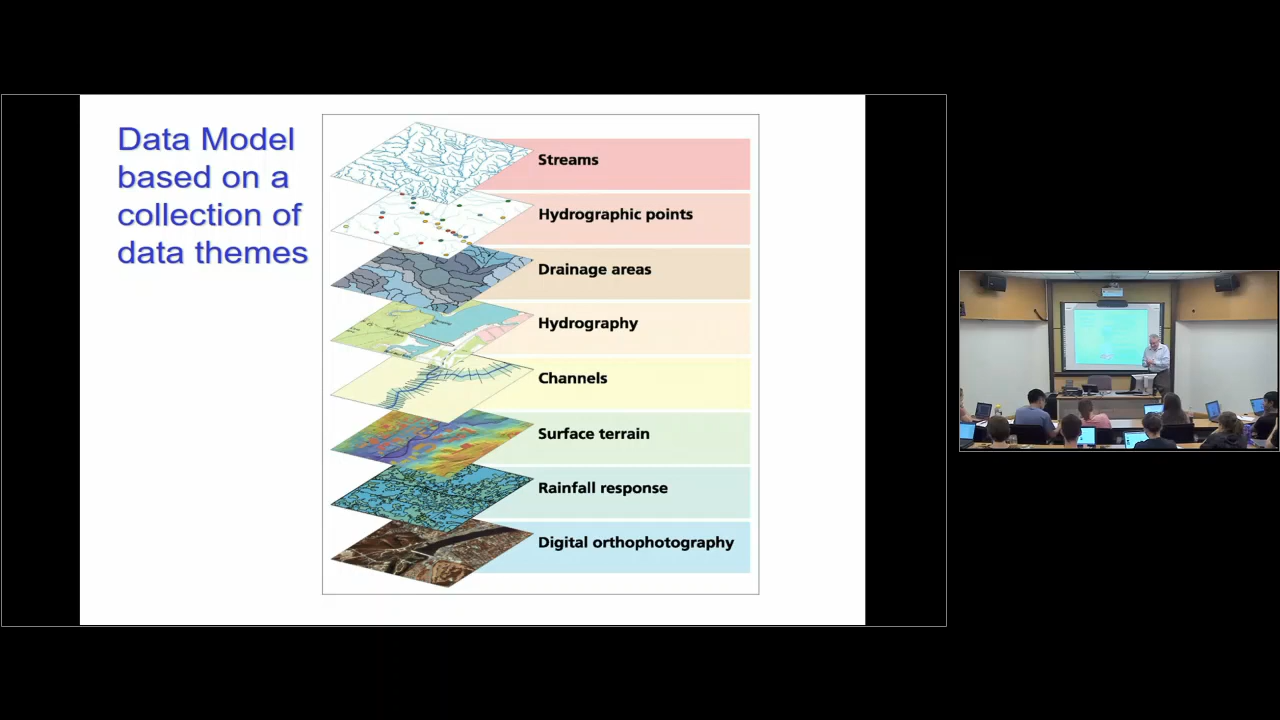 Data Model
based on a
collection of
data themes
Streams
Hydrographic points
Drainage areas
Hydrography
Channels
Surface terrain
Rainfall response
Digital orthophotography